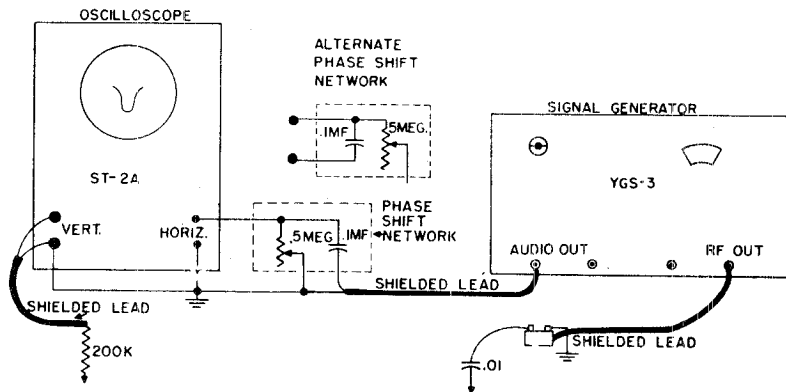 OSCILLOSCOPE
ALTERNATE
PHASE SHIFT
NETWORK
.1MF
.5MEG.
SIGNAL GENERATOR
ST-2A
YGS-3
VERT.
HORIZ.
.5MEG
.1MF
PHASE
SHIFT
NETWORK
AUDIO OUT
RF OUT
SHIELDED LEAD
SHIELDED LEAD
200K
SHIELDED LEAD
.01